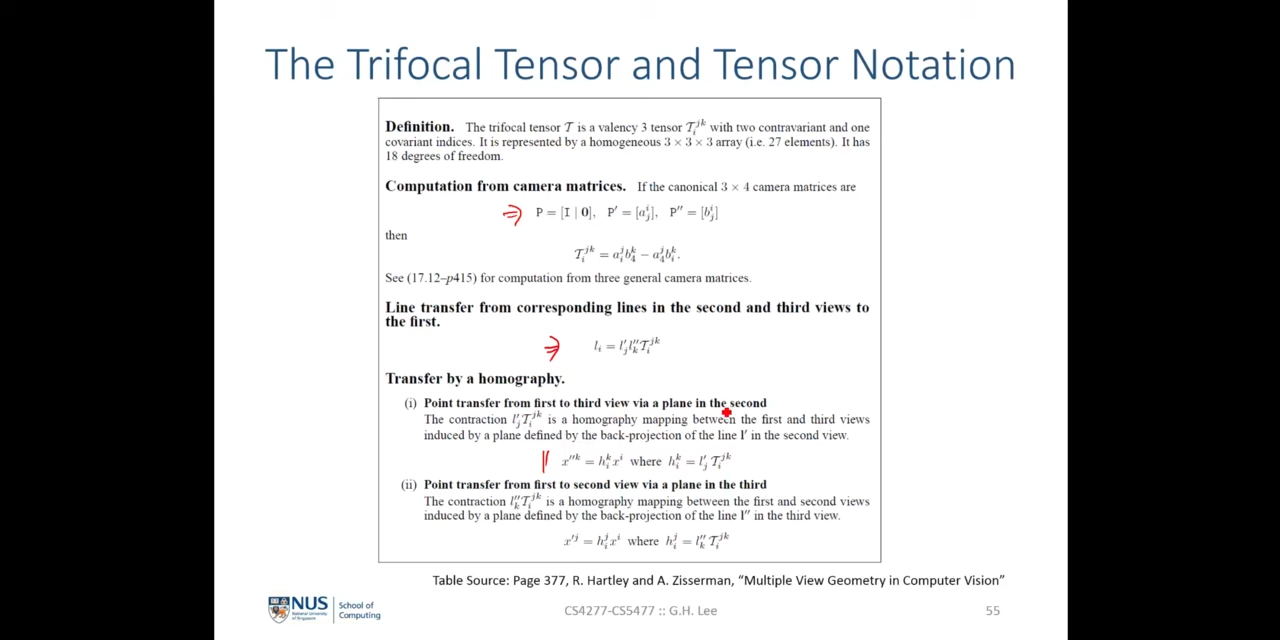 The Trifocal Tensor and Tensor Notation
Definition. The trifocal tensor 𝒯 is a valency 3 tensor 𝒯ᵢʲᵏ with two contravariant and one
covariant indices. It is represented by a homogeneous 3 × 3 × 3 array (i.e. 27 elements). It has
18 degrees of freedom.
Computation from camera matrices. If the canonical 3 × 4 camera matrices are
⇒ P = [I | 0], P′ = [aⁱⱼ], P″ = [bⁱⱼ]
then
𝒯ᵢʲᵏ = aʲᵢbᵏ₄ − aʲ₄bᵏᵢ.
See (17.12–p415) for computation from three general camera matrices.
Line transfer from corresponding lines in the second and third views to
the first.
⇒ lᵢ = l′ⱼl″ₖ𝒯ᵢʲᵏ
Transfer by a homography.
(i) Point transfer from first to third view via a plane in the second
The contraction l′ⱼ𝒯ᵢʲᵏ is a homography mapping between the first and third views
induced by a plane defined by the back-projection of the line l′ in the second view.
x″ᵏ = hᵏᵢxⁱ where hᵏᵢ = l′ⱼ 𝒯ᵢʲᵏ
(ii) Point transfer from first to second view via a plane in the third
The contraction l″ₖ𝒯ᵢʲᵏ is a homography mapping between the first and second views
induced by a plane defined by the back-projection of the line l″ in the third view.
x′ʲ = hʲᵢxⁱ where hʲᵢ = l″ₖ 𝒯ᵢʲᵏ
Table Source: Page 377, R. Hartley and A. Zisserman, “Multiple View Geometry in Computer Vision”
NUS
National University
of Singapore
School of
Computing
CS4277-CS5477 :: G.H. Lee
55